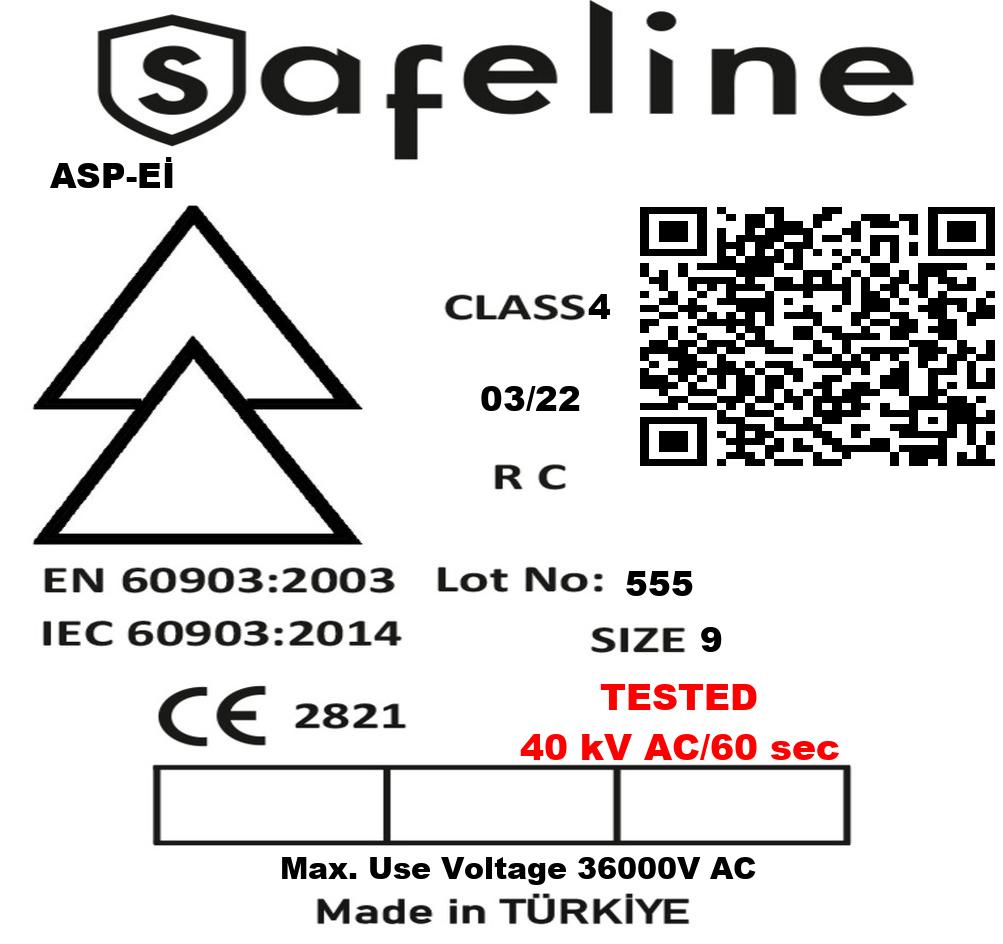 Safeline
ASP-Eİ
CLASS4
03/22
R C
EN 60903:2003
Lot No: 555
IEC 60903:2014
SIZE 9
CE 2821
TESTED
40 kV AC/60 sec
Max. Use Voltage 36000V AC
Made in TÜRKİYE